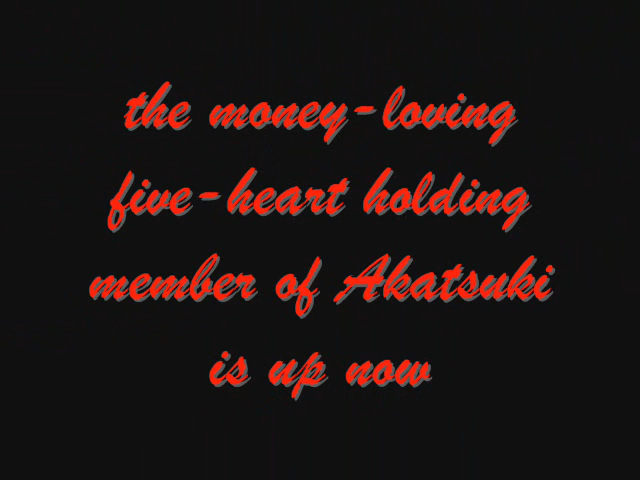 the money-loving
five-heart holding
member of Akatsuki
is up now